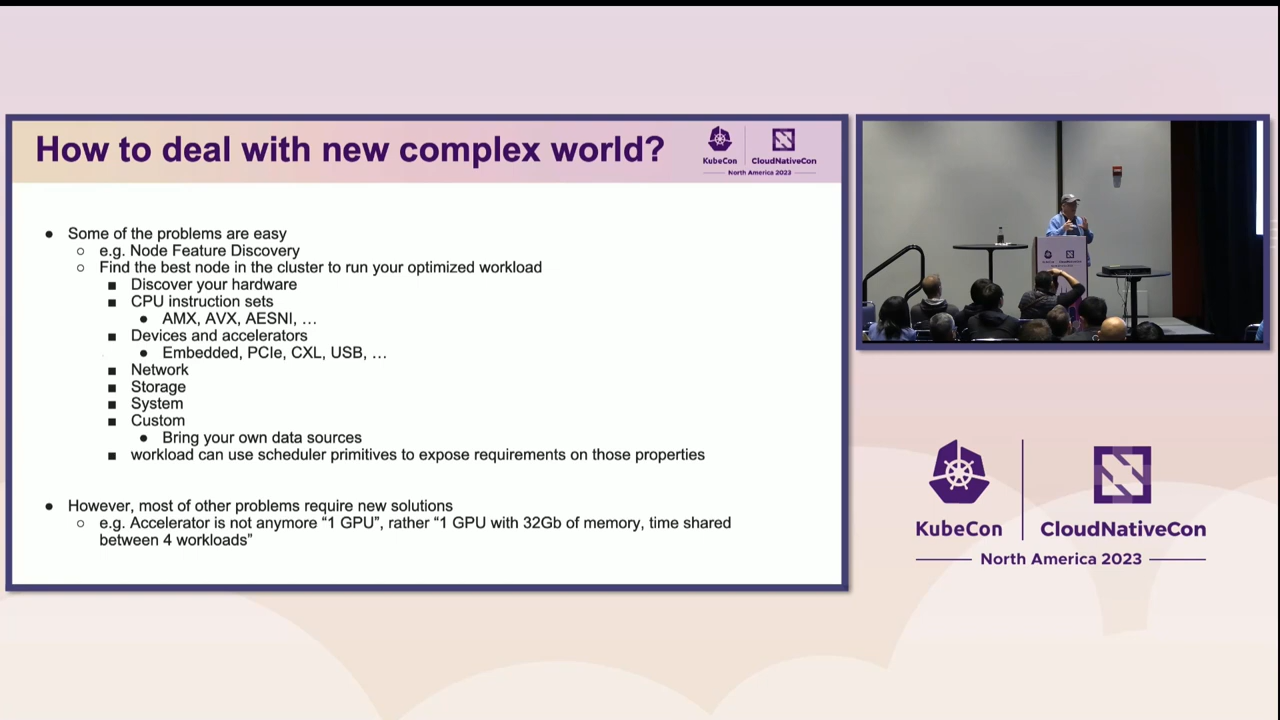 How to deal with new complex world?
KubeCon
CloudNativeCon
North America 2023
● Some of the problems are easy
○ e.g. Node Feature Discovery
○ Find the best node in the cluster to run your optimized workload
■ Discover your hardware
■ CPU instruction sets
● AMX, AVX, AESNI, …
■ Devices and accelerators
● Embedded, PCIe, CXL, USB, …
■ Network
■ Storage
■ System
■ Custom
● Bring your own data sources
■ workload can use scheduler primitives to expose requirements on those properties
● However, most of other problems require new solutions
○ e.g. Accelerator is not anymore “1 GPU”, rather “1 GPU with 32Gb of memory, time shared
between 4 workloads”
KubeCon
CloudNativeCon
North America 2023